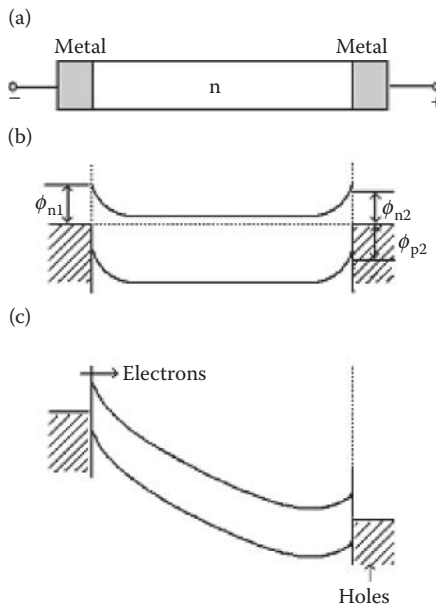 (a)
Metal
Metal
n
−
+
(b)
ϕn1
ϕn2
ϕp2
(c)
Electrons
Holes